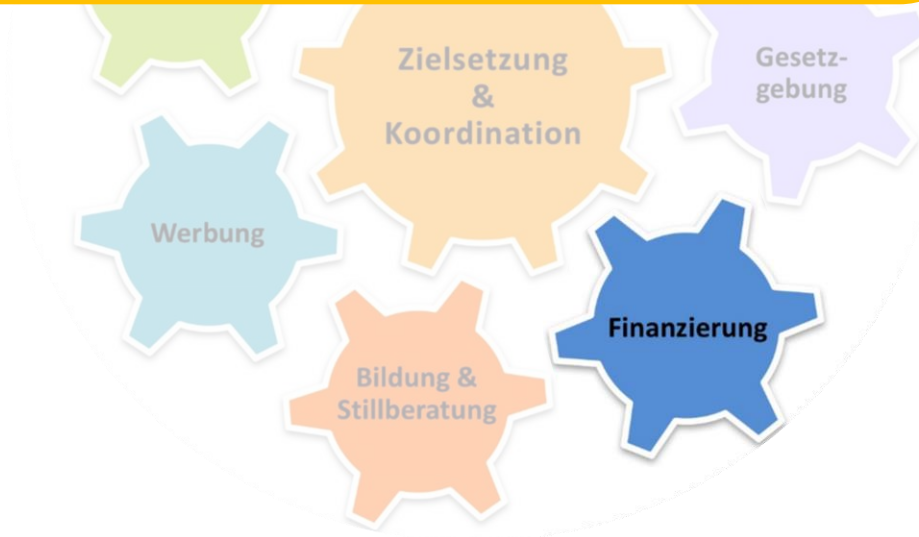 Zielsetzung
&
Koordination
Gesetz-
gebung
Werbung
Finanzierung
Bildung &
Stillberatung